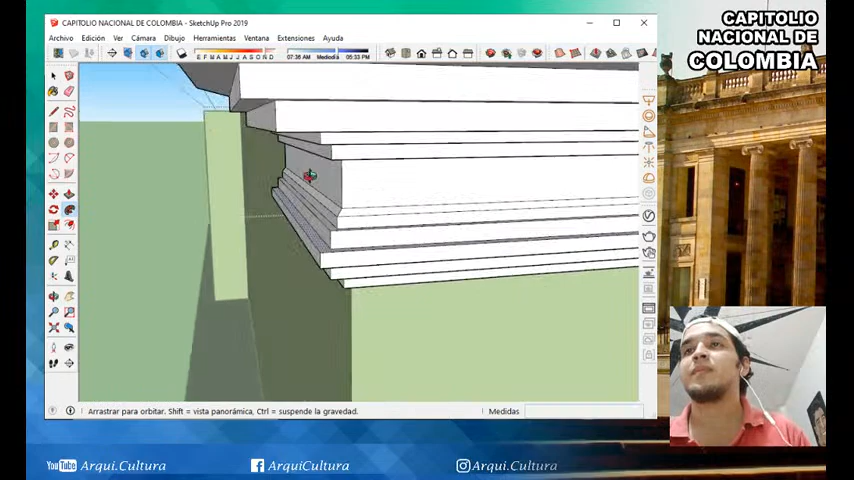 CAPITOLIO NACIONAL DE COLOMBIA - SketchUp Pro 2019
Archivo Edición Ver Cámara Dibujo Herramientas Ventana Extensiones Ayuda
E F M A M J J A S O N D 07:36 AM Mediodía 05:33 PM
CAPITOLIO
NACIONAL DE
COLOMBIA
Arrastrar para orbitar. Shift = vista panorámica, Ctrl = suspende la gravedad. Medidas
YouTube Arqui.Cultura ArquiCultura Arqui.Cultura